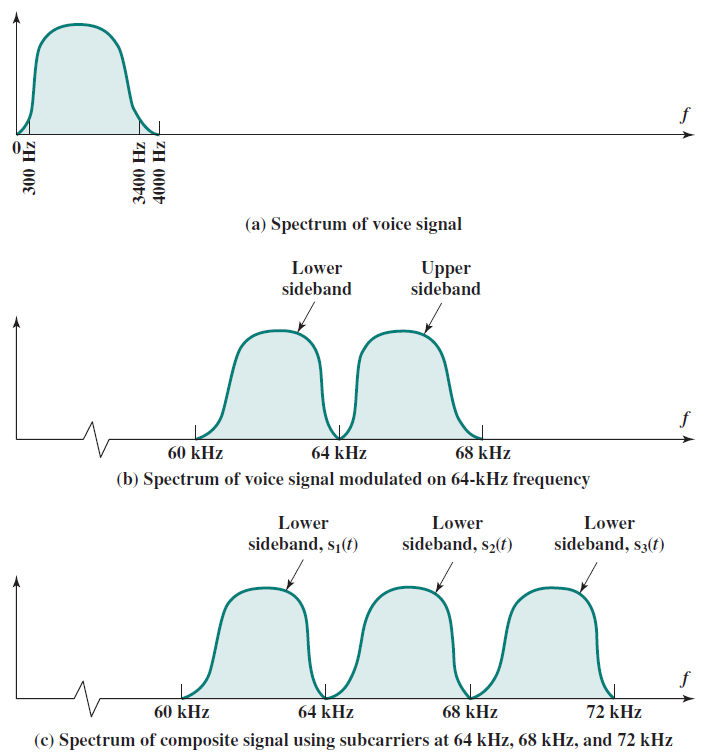 f
0
300 Hz
3400 Hz
4000 Hz
(a) Spectrum of voice signal
Lower
sideband
Upper
sideband
f
60 kHz 64 kHz 68 kHz
(b) Spectrum of voice signal modulated on 64-kHz frequency
Lower
sideband, s₁(t)
Lower
sideband, s₂(t)
Lower
sideband, s₃(t)
f
60 kHz 64 kHz 68 kHz 72 kHz
(c) Spectrum of composite signal using subcarriers at 64 kHz, 68 kHz, and 72 kHz